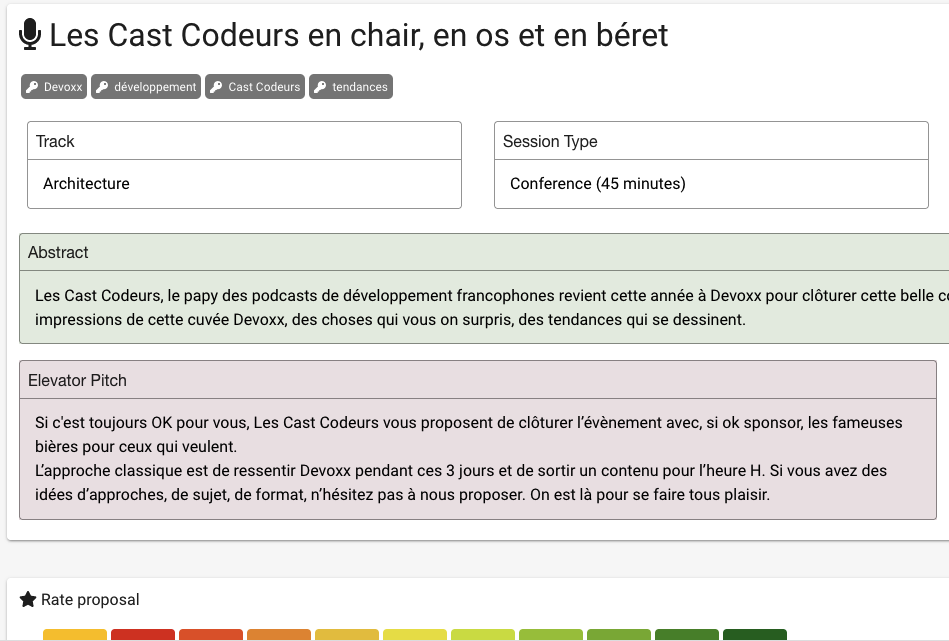 Les Cast Codeurs en chair, en os et en béret
Devoxx développement Cast Codeurs tendances
Track
Architecture
Session Type
Conference (45 minutes)
Abstract
Les Cast Codeurs, le papy des podcasts de développement francophones revient cette année à Devoxx pour clôturer cette belle
impressions de cette cuvée Devoxx, des choses qui vous on surpris, des tendances qui se dessinent.
Elevator Pitch
Si c'est toujours OK pour vous, Les Cast Codeurs vous proposent de clôturer l’évènement avec, si ok sponsor, les fameuses
bières pour ceux qui veulent.
L’approche classique est de ressentir Devoxx pendant ces 3 jours et de sortir un contenu pour l’heure H. Si vous avez des
idées d’approches, de sujet, de format, n’hésitez pas à nous proposer. On est là pour se faire tous plaisir.
Rate proposal